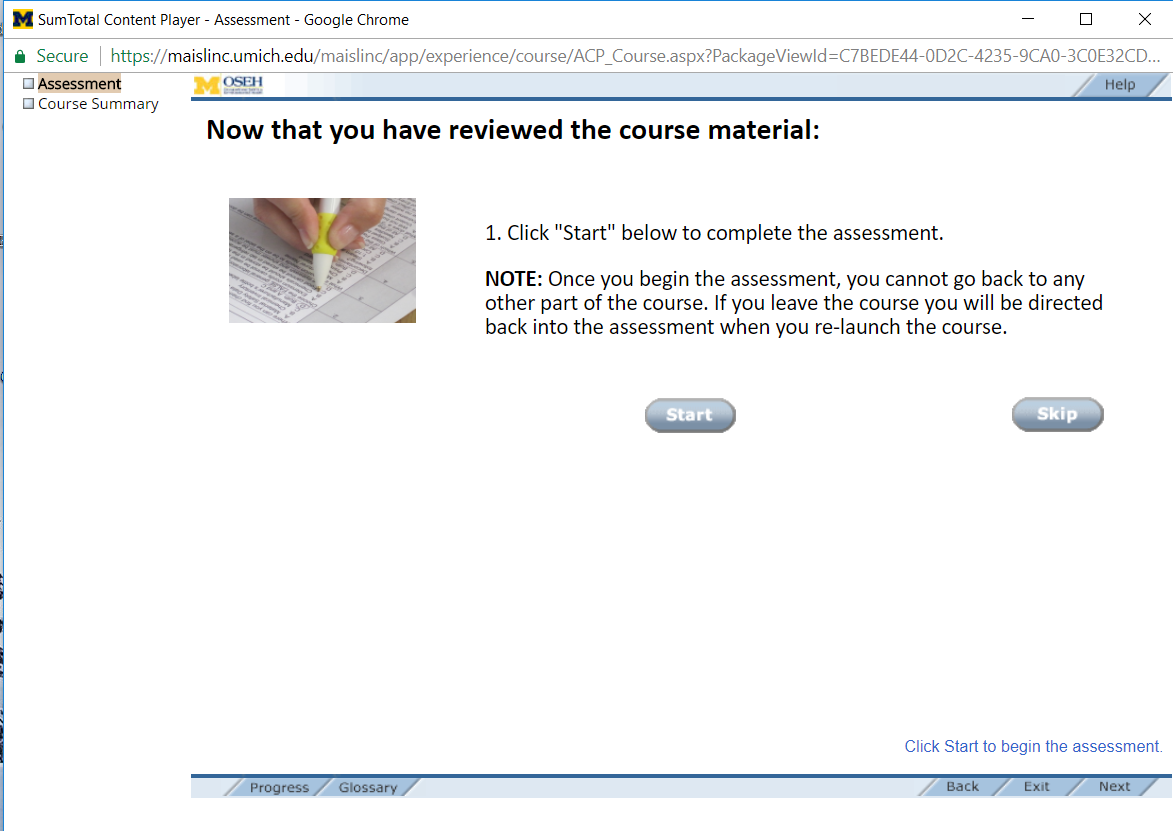 SumTotal Content Player - Assessment - Google Chrome
Secure https://maislinc.umich.edu/maislinc/app/experience/course/ACP_Course.aspx?PackageViewId=C7BEDE44-0D2C-4235-9CA0-3C0E32CD...
Assessment
Course Summary
M OSEH
Help
Now that you have reviewed the course material:
1. Click "Start" below to complete the assessment.
NOTE: Once you begin the assessment, you cannot go back to any
other part of the course. If you leave the course you will be directed
back into the assessment when you re-launch the course.
Start Skip
Click Start to begin the assessment.
Progress Glossary Back Exit Next